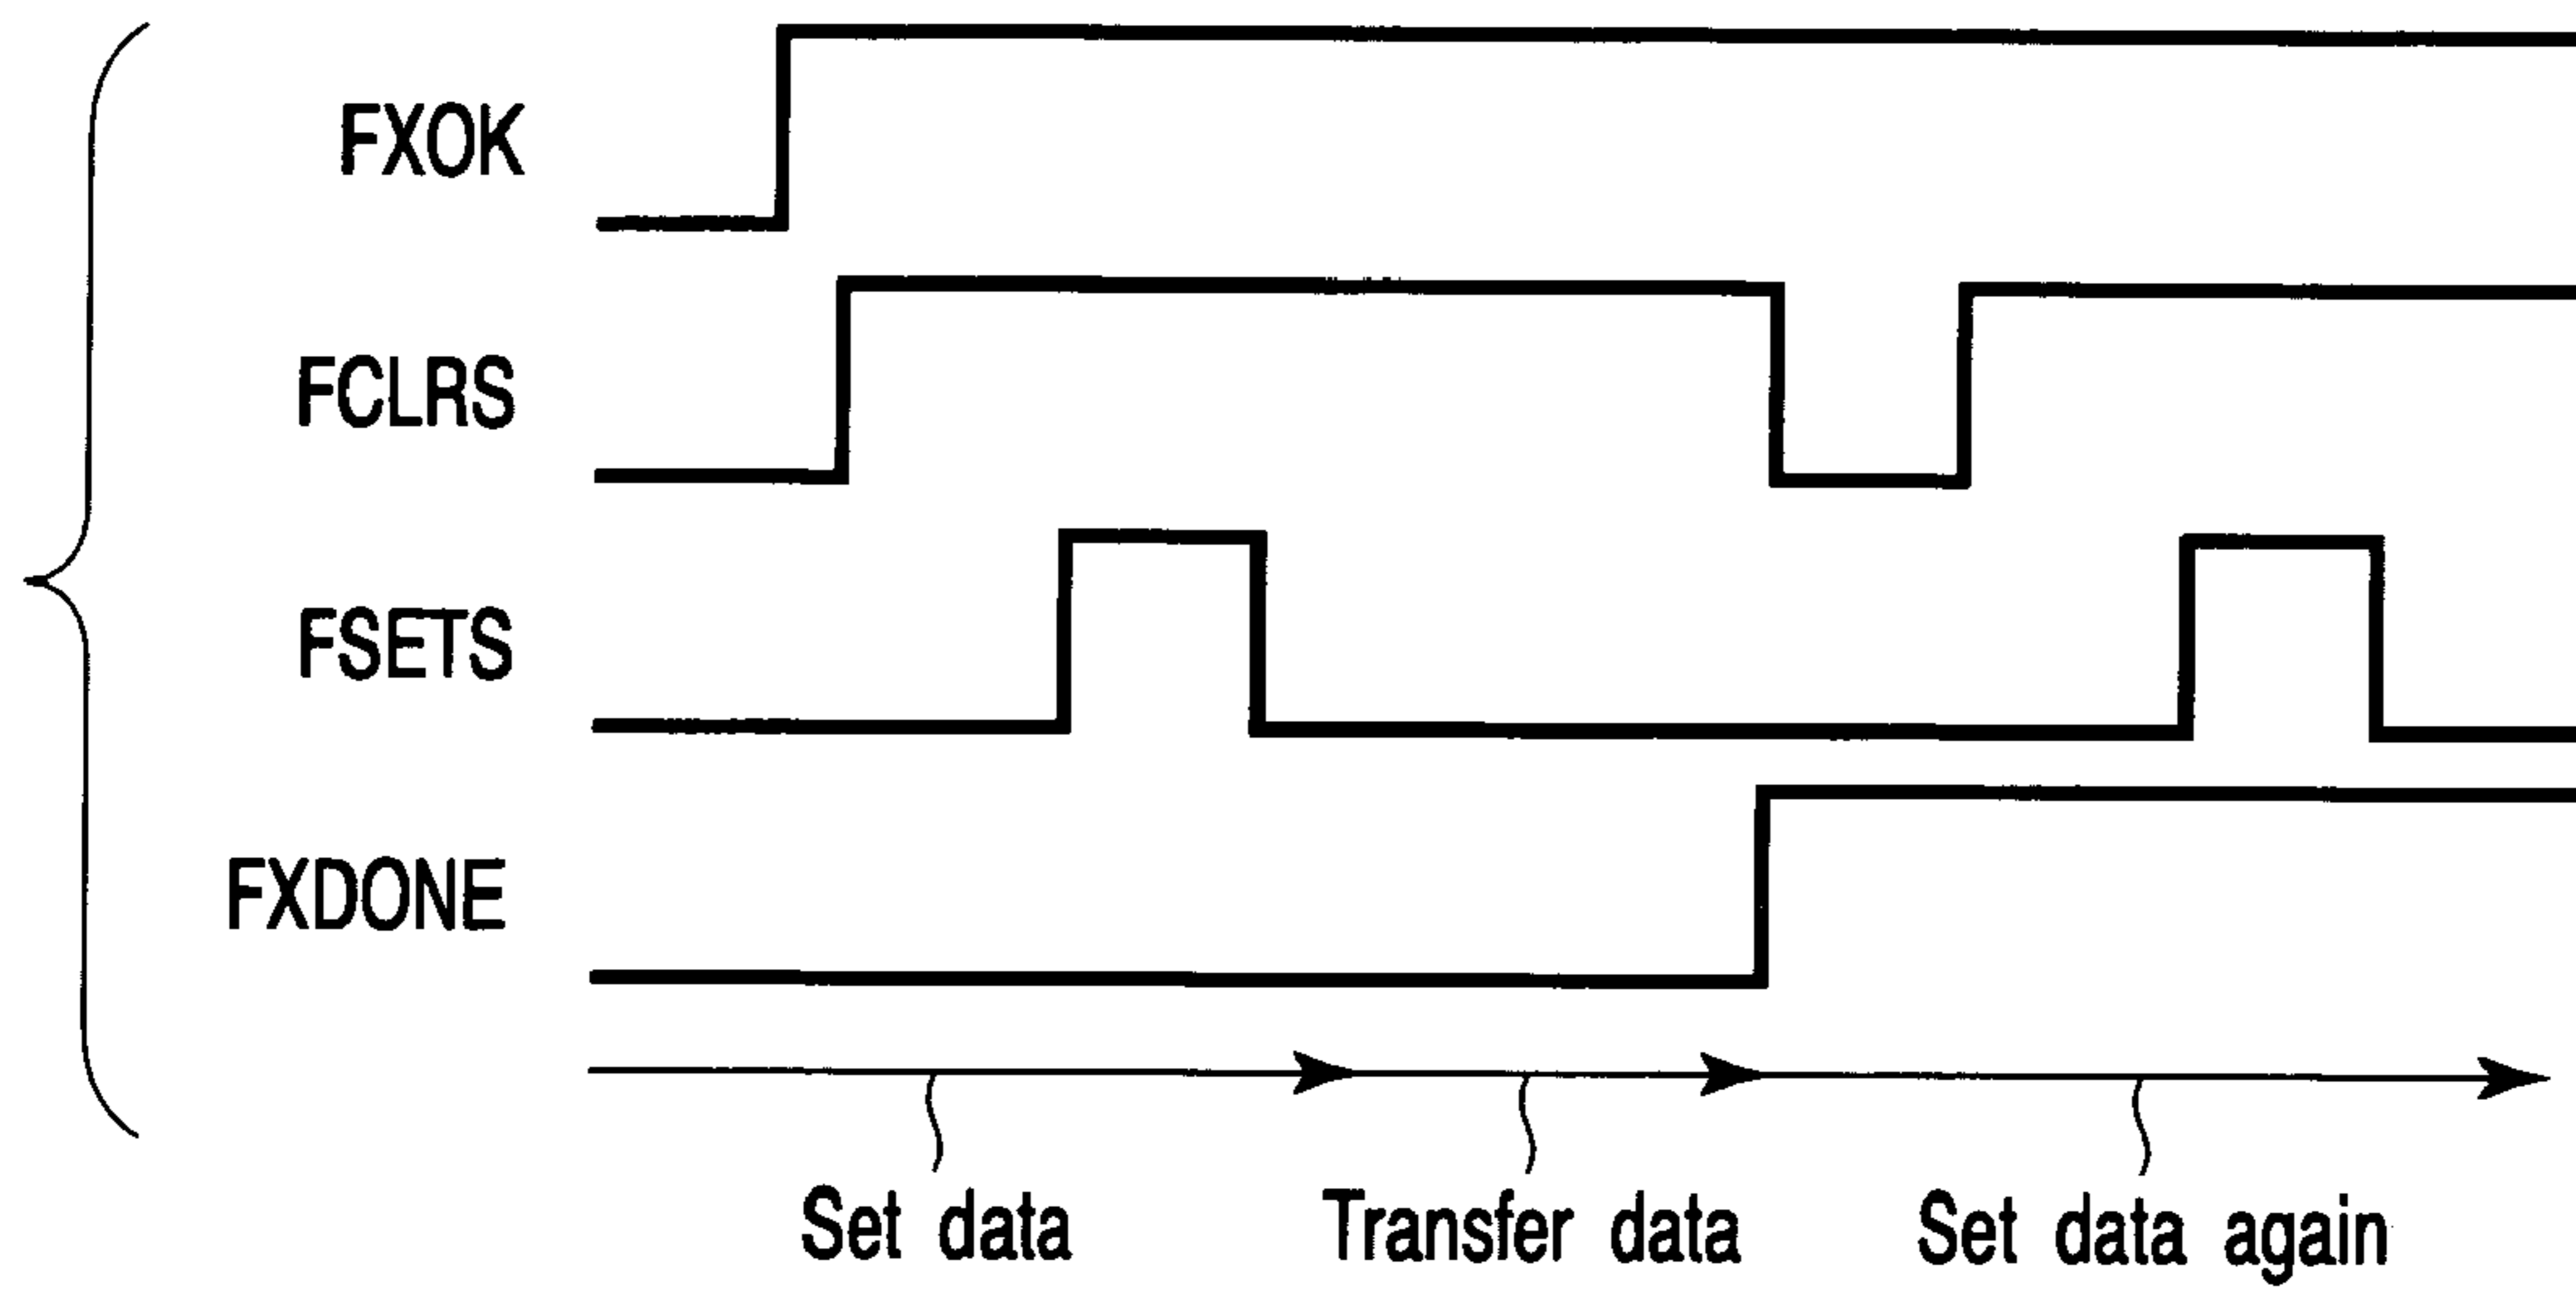 FXOK
FCLRS
FSETS
FXDONE
Set data
Transfer data
Set data again